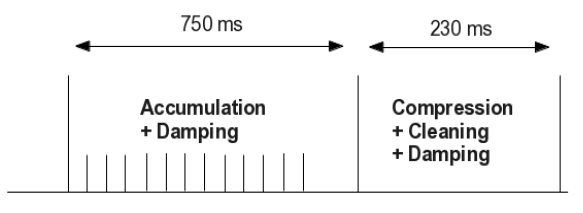 750 ms
230 ms
Accumulation
+ Damping
Compression
+ Cleaning
+ Damping